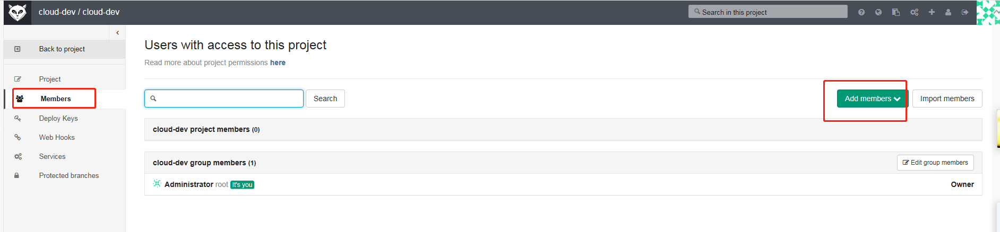 cloud-dev / cloud-dev
Search in this project
Back to project
Project
Members
Deploy Keys
Web Hooks
Services
Protected branches
Users with access to this project
Read more about project permissions here
Search
Add members
Import members
cloud-dev project members (0)
cloud-dev group members (1)
Edit group members
Administrator root It's you
Owner